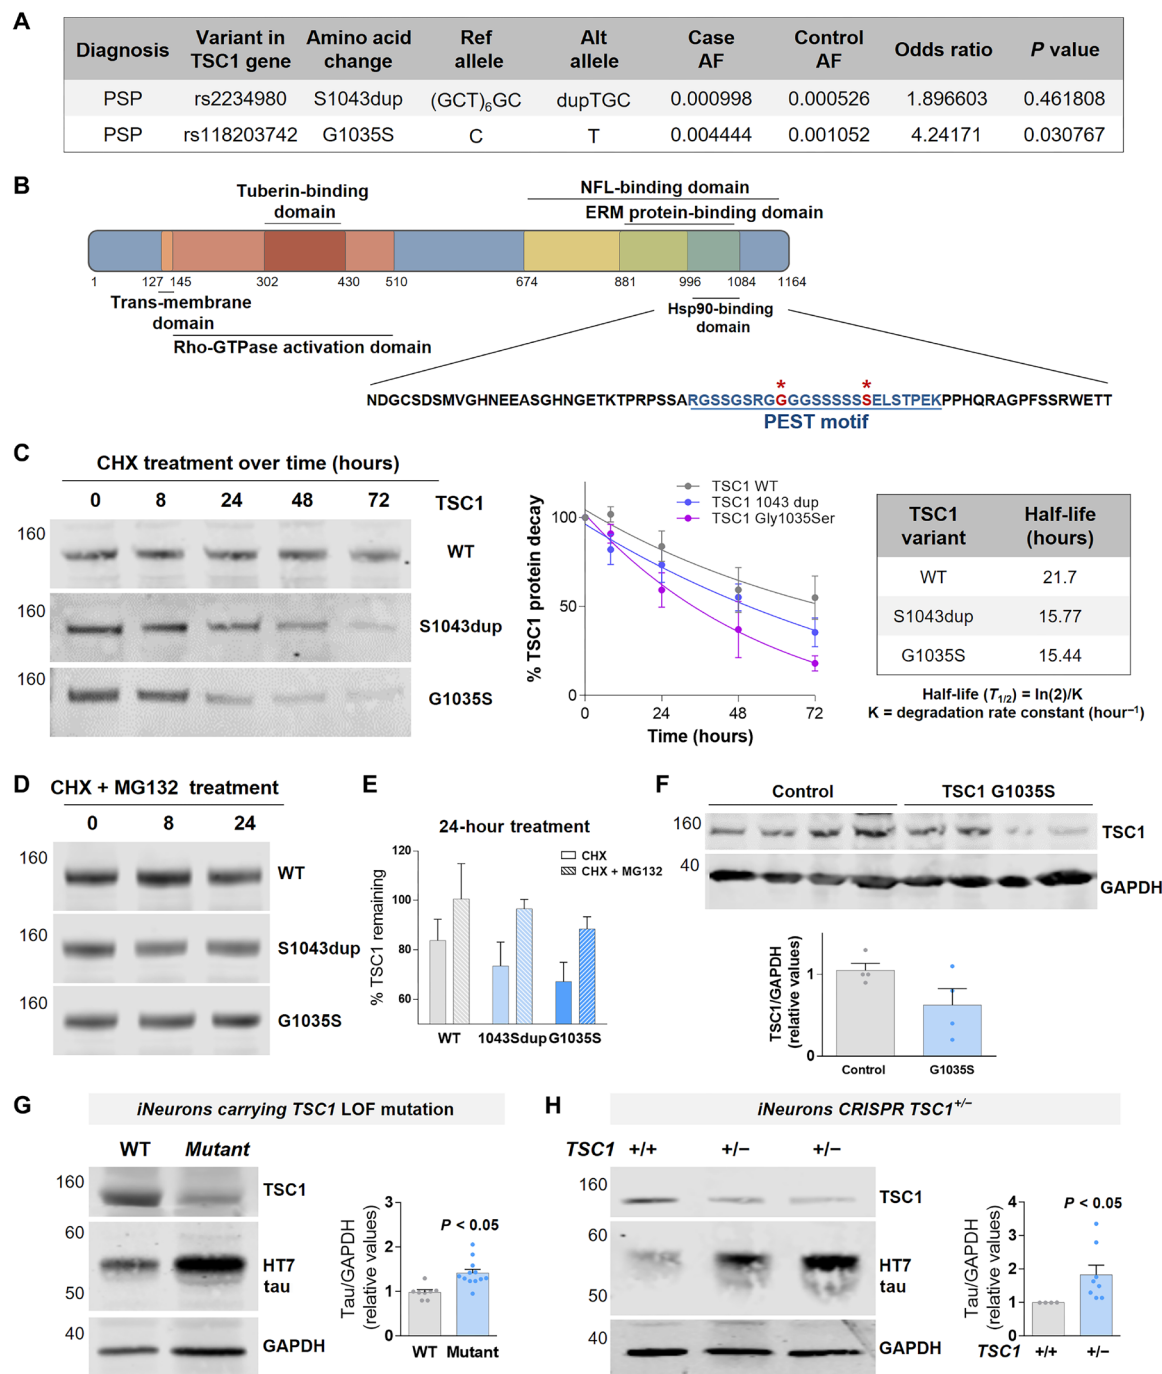 A
Diagnosis Variant in TSC1 gene Amino acid change Ref allele Alt allele Case AF Control AF Odds ratio P value
PSP rs2234980 S1043dup (GCT)6GC dupTGC 0.000998 0.000526 1.896603 0.461808
PSP rs118203742 G1035S C T 0.004444 0.001052 4.24171 0.030767
B
Tuberin-binding
domain
NFL-binding domain
ERM protein-binding domain
1 127 145 302 430 510 674 881 996 1084 1164
Trans-membrane
domain
Rho-GTPase activation domain
Hsp90-binding
domain
* *
NDGCSDSMVGHNEEASGHNGETKTPRPSSARGSSGSRGGGGSSSSSSELSTPEKPPHQRAGPFSSRWETT
PEST motif
C
CHX treatment over time (hours)
0 8 24 48 72 TSC1
160
WT
160
S1043dup
160
G1035S
% TSC1 protein decay
TSC1 WT
TSC1 1043 dup
TSC1 Gly1035Ser
100
50
0
0 24 48 72
Time (hours)
TSC1 variant Half-life (hours)
WT 21.7
S1043dup 15.77
G1035S 15.44
Half-life (T1/2) = ln(2)/K
K = degradation rate constant (hour−1)
D
CHX + MG132 treatment
0 8 24
160
WT
160
S1043dup
160
G1035S
E
24-hour treatment
% TSC1 remaining
120
100
80
60
CHX
CHX + MG132
WT 1043Sdup G1035S
F
Control TSC1 G1035S
160
TSC1
40
GAPDH
TSC1/GAPDH
(relative values)
1
0
Control G1035S
G
iNeurons carrying TSC1 LOF mutation
WT Mutant
160
TSC1
60
HT7
tau
50
40
GAPDH
Tau/GAPDH
(relative values)
3
2
1
0
P < 0.05
WT Mutant
H
iNeurons CRISPR TSC1+/−
TSC1 +/+ +/− +/−
160
TSC1
60
HT7
tau
50
40
GAPDH
Tau/GAPDH
(relative values)
4
3
2
1
0
P < 0.05
TSC1 +/+ +/−